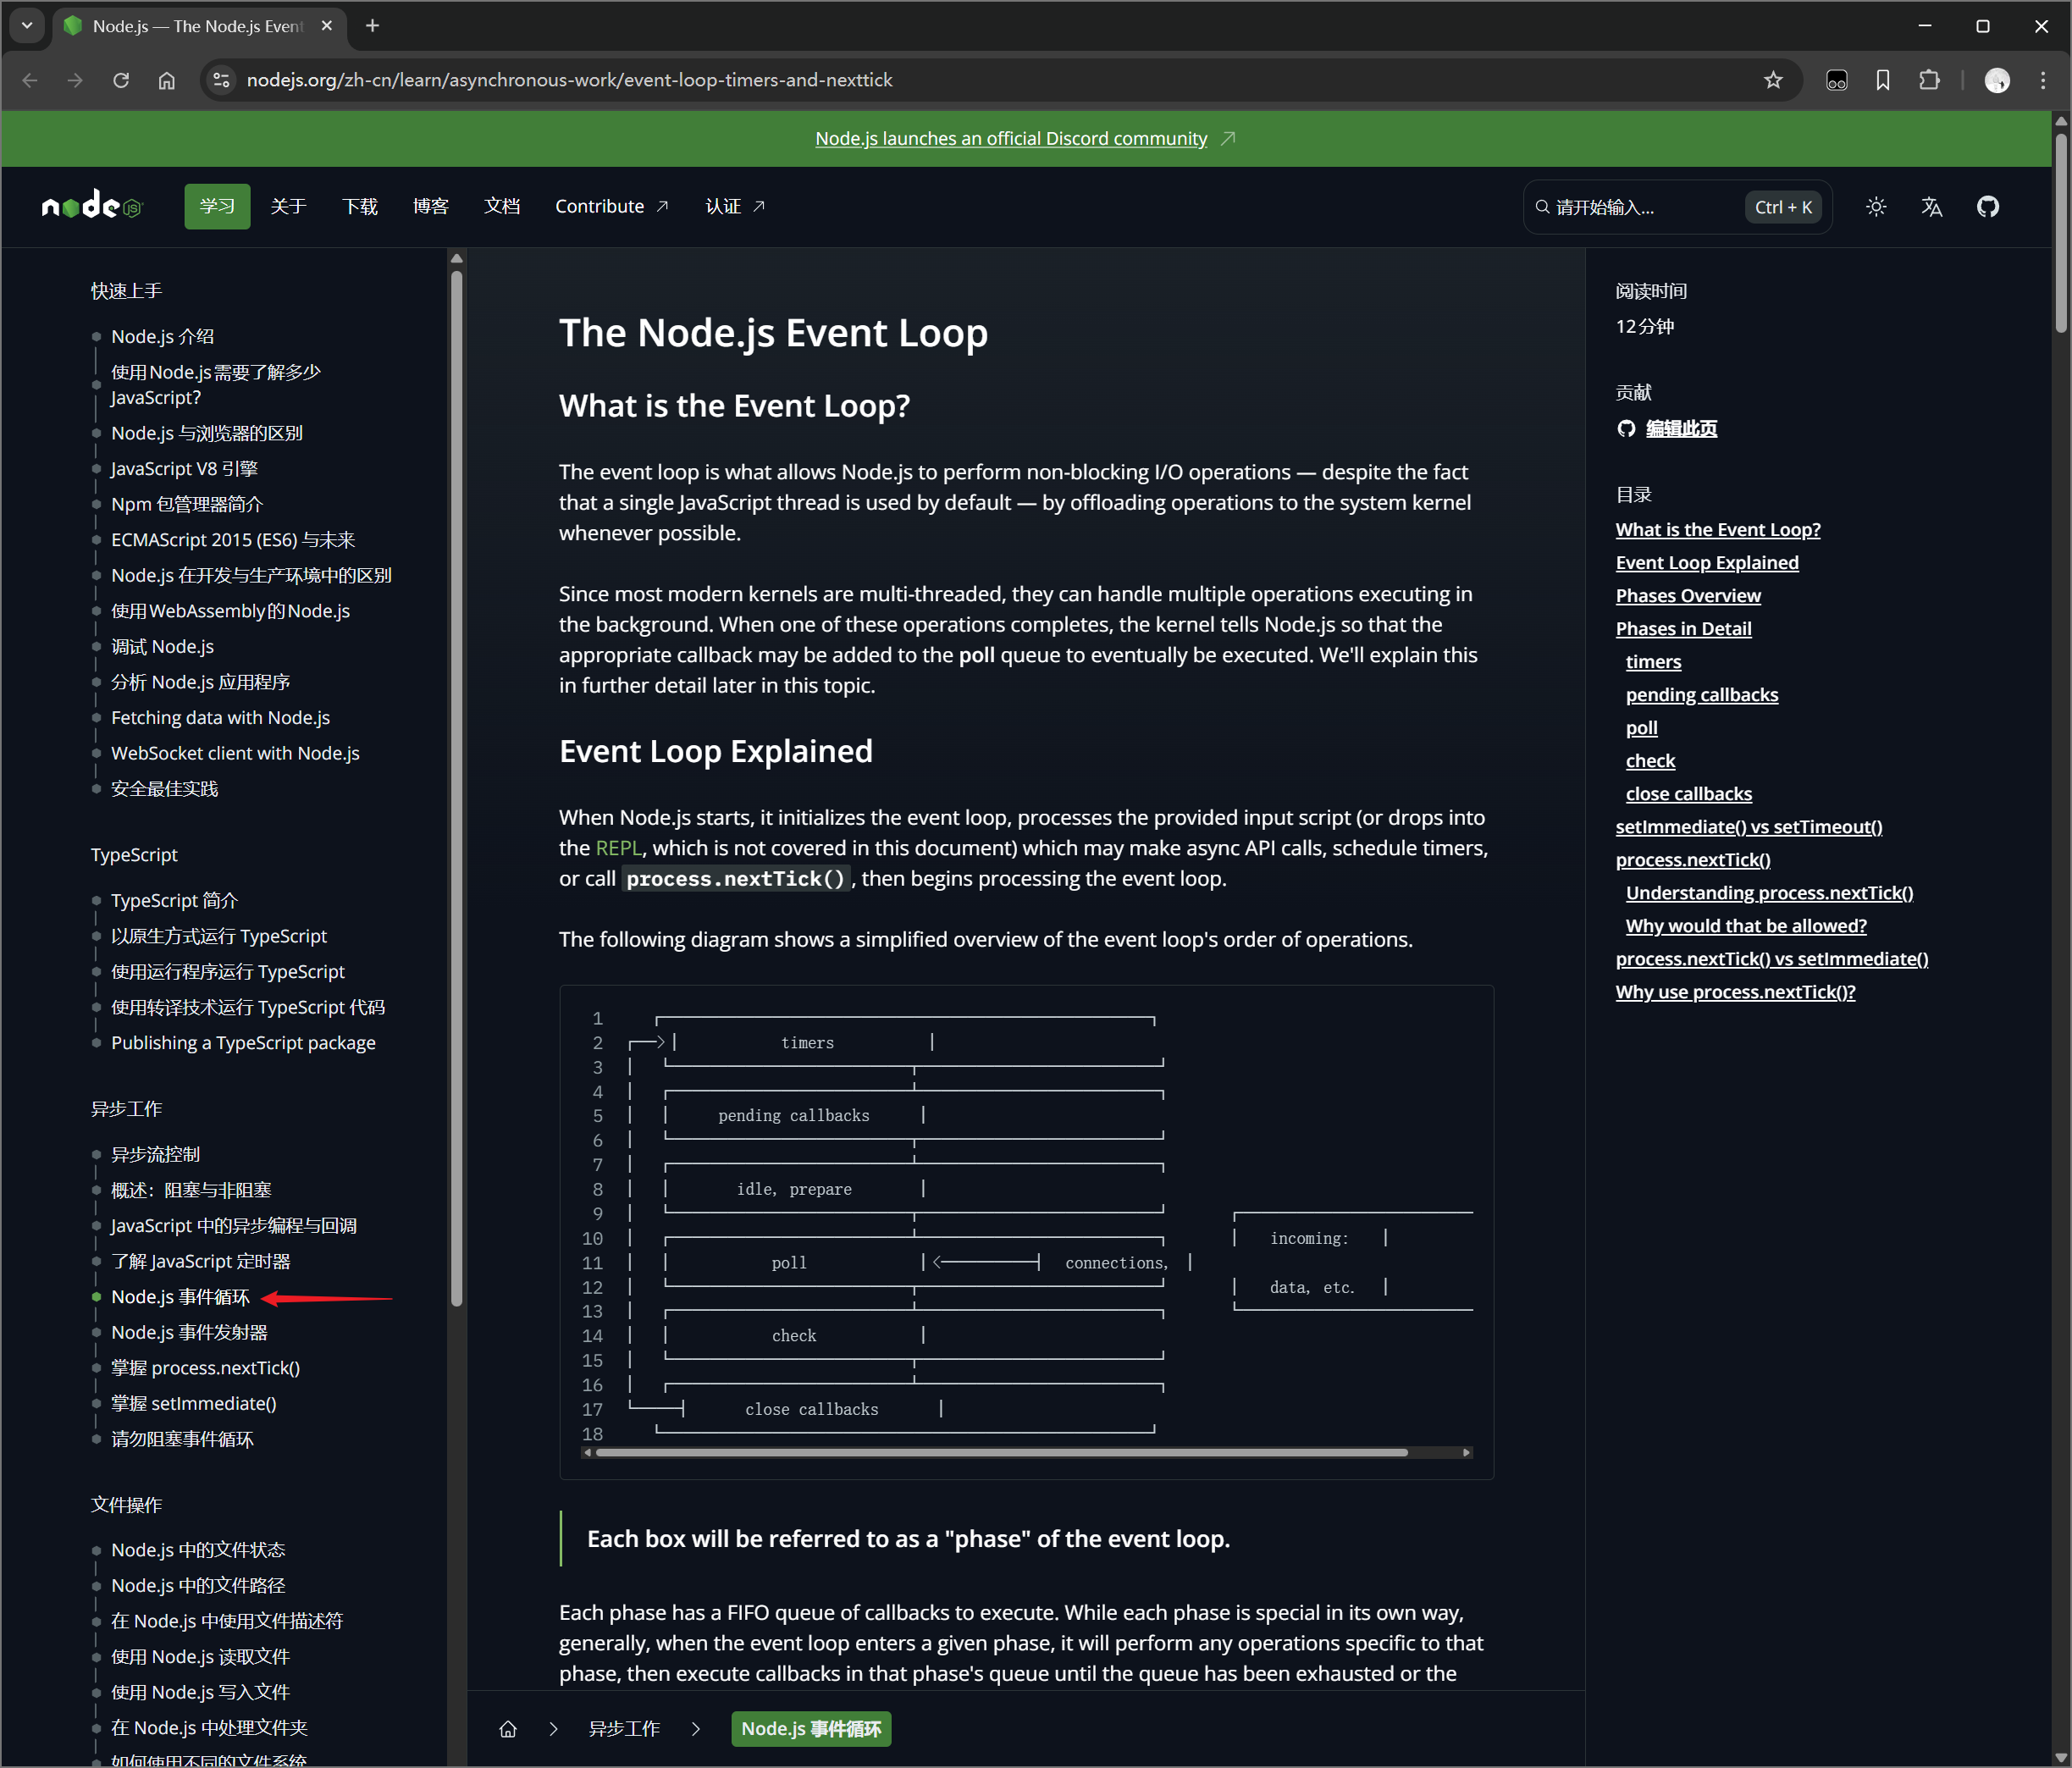 Node.js — The Node.js Event
nodejs.org/zh-cn/learn/asynchronous-work/event-loop-timers-and-nexttick
Node.js launches an official Discord community
node JS
学习
关于
下载
博客
文档
Contribute
认证
请开始输入...
Ctrl + K
快速上手
Node.js 介绍
使用Node.js需要了解多少
JavaScript?
Node.js 与浏览器的区别
JavaScript V8 引擎
Npm 包管理器简介
ECMAScript 2015 (ES6) 与未来
Node.js 在开发与生产环境中的区别
使用WebAssembly的Node.js
调试 Node.js
分析 Node.js 应用程序
Fetching data with Node.js
WebSocket client with Node.js
安全最佳实践
TypeScript
TypeScript 简介
以原生方式运行 TypeScript
使用运行程序运行 TypeScript
使用转译技术运行 TypeScript 代码
Publishing a TypeScript package
异步工作
异步流控制
概述：阻塞与非阻塞
JavaScript 中的异步编程与回调
了解 JavaScript 定时器
Node.js 事件循环
Node.js 事件发射器
掌握 process.nextTick()
掌握 setImmediate()
请勿阻塞事件循环
文件操作
Node.js 中的文件状态
Node.js 中的文件路径
在 Node.js 中使用文件描述符
使用 Node.js 读取文件
使用 Node.js 写入文件
在 Node.js 中处理文件夹
如何使用不同的文件系统
The Node.js Event Loop
What is the Event Loop?
The event loop is what allows Node.js to perform non-blocking I/O operations — despite the fact
that a single JavaScript thread is used by default — by offloading operations to the system kernel
whenever possible.
Since most modern kernels are multi-threaded, they can handle multiple operations executing in
the background. When one of these operations completes, the kernel tells Node.js so that the
appropriate callback may be added to the poll queue to eventually be executed. We'll explain this
in further detail later in this topic.
Event Loop Explained
When Node.js starts, it initializes the event loop, processes the provided input script (or drops into
the REPL, which is not covered in this document) which may make async API calls, schedule timers,
or call process.nextTick(), then begins processing the event loop.
The following diagram shows a simplified overview of the event loop's order of operations.
1
2 timers
3
4
5 pending callbacks
6
7
8 idle, prepare
9
10 incoming:
11 poll connections,
12 data, etc.
13
14 check
15
16
17 close callbacks
18
Each box will be referred to as a "phase" of the event loop.
Each phase has a FIFO queue of callbacks to execute. While each phase is special in its own way,
generally, when the event loop enters a given phase, it will perform any operations specific to that
phase, then execute callbacks in that phase's queue until the queue has been exhausted or the
异步工作
Node.js 事件循环
阅读时间
12分钟
贡献
编辑此页
目录
What is the Event Loop?
Event Loop Explained
Phases Overview
Phases in Detail
timers
pending callbacks
poll
check
close callbacks
setImmediate() vs setTimeout()
process.nextTick()
Understanding process.nextTick()
Why would that be allowed?
process.nextTick() vs setImmediate()
Why use process.nextTick()?